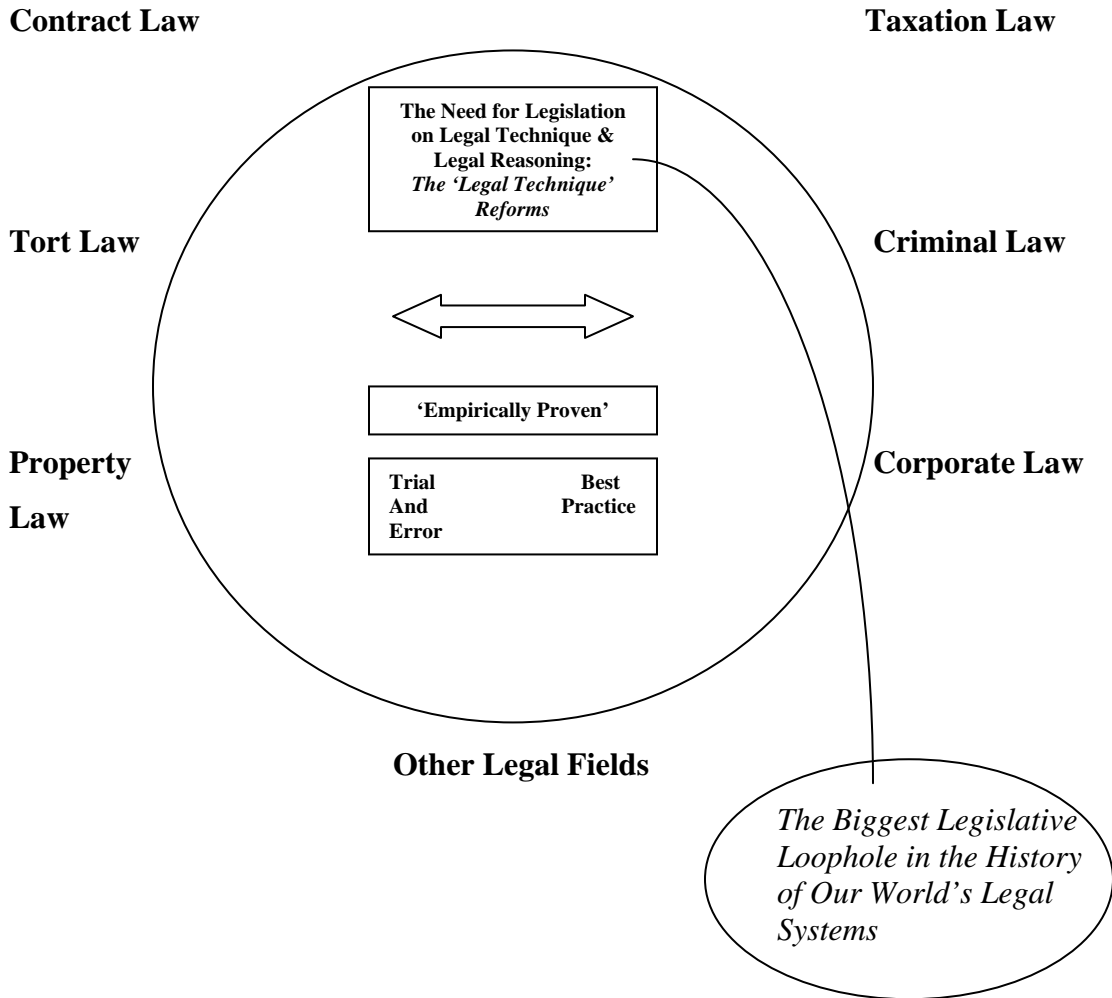 Contract Law
Taxation Law
The Need for Legislation
on Legal Technique &
Legal Reasoning:
The ‘Legal Technique’
Reforms
Tort Law
Criminal Law
‘Empirically Proven’
Property
Law
Corporate Law
Trial
And
Error
Best
Practice
Other Legal Fields
The Biggest Legislative
Loophole in the History
of Our World’s Legal
Systems